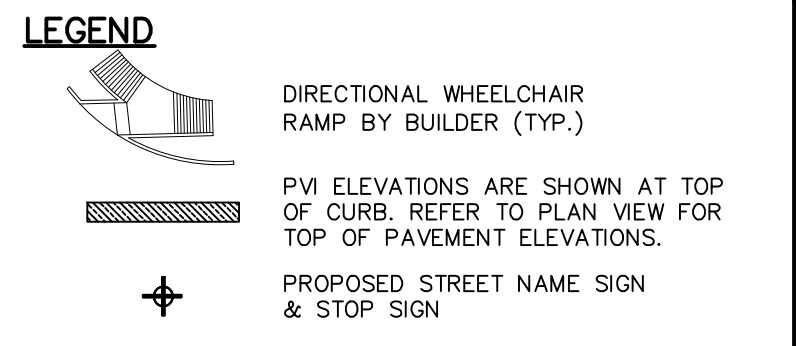 LEGEND
DIRECTIONAL WHEELCHAIR
RAMP BY BUILDER (TYP.)
PVI ELEVATIONS ARE SHOWN AT TOP
OF CURB. REFER TO PLAN VIEW FOR
TOP OF PAVEMENT ELEVATIONS.
PROPOSED STREET NAME SIGN
& STOP SIGN